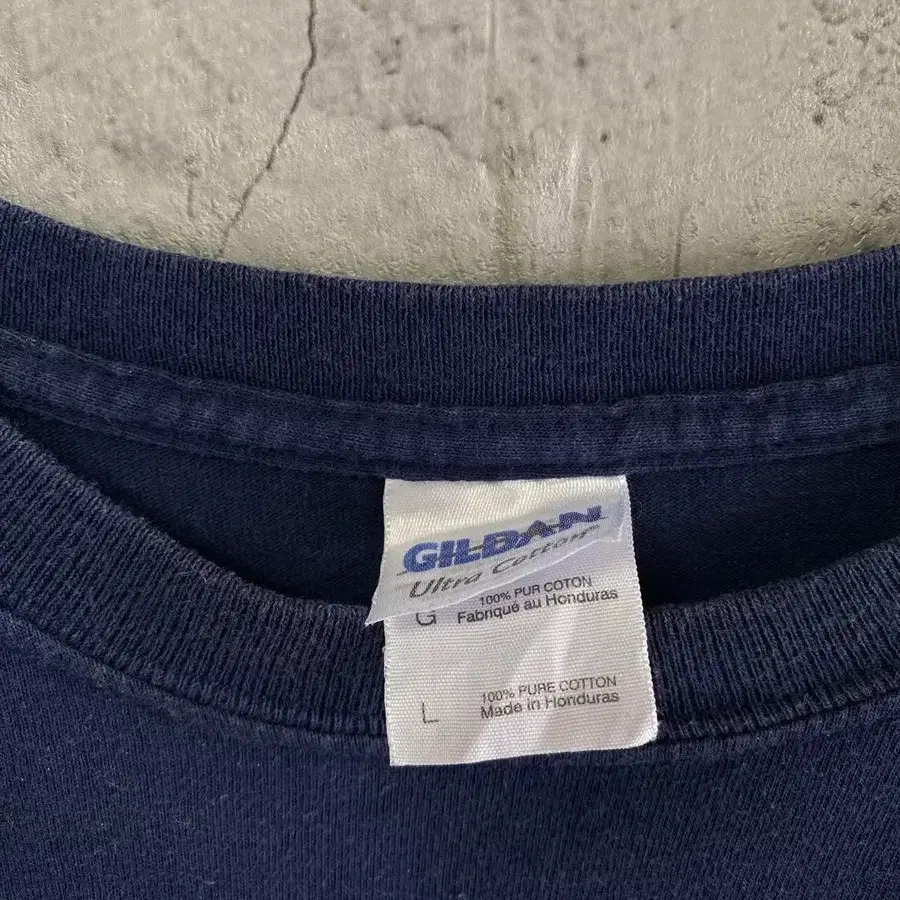 GILDAN
Ultra Cotton
G
100% PUR COTON
Fabriqué au Honduras
L
100% PURE COTTON
Made in Honduras